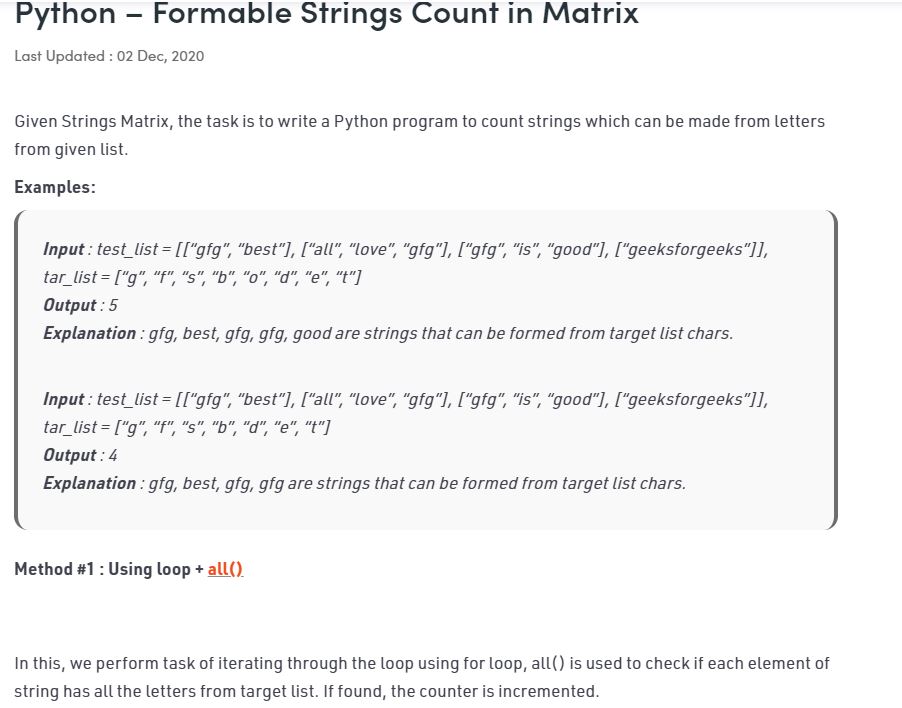 Python – Formable Strings Count in Matrix
Last Updated : 02 Dec, 2020
Given Strings Matrix, the task is to write a Python program to count strings which can be made from letters
from given list.
Examples:
Input : test_list = [[“gfg”, “best”], [“all”, “love”, “gfg”], [“gfg”, “is”, “good”], [“geeksforgeeks”]],
tar_list = [“g”, “f”, “s”, “b”, “o”, “d”, “e”, “t”]
Output : 5
Explanation : gfg, best, gfg, gfg, good are strings that can be formed from target list chars.
Input : test_list = [[“gfg”, “best”], [“all”, “love”, “gfg”], [“gfg”, “is”, “good”], [“geeksforgeeks”]],
tar_list = [“g”, “f”, “s”, “b”, “d”, “e”, “t”]
Output : 4
Explanation : gfg, best, gfg, gfg are strings that can be formed from target list chars.
Method #1 : Using loop + all()
In this, we perform task of iterating through the loop using for loop, all() is used to check if each element of
string has all the letters from target list. If found, the counter is incremented.